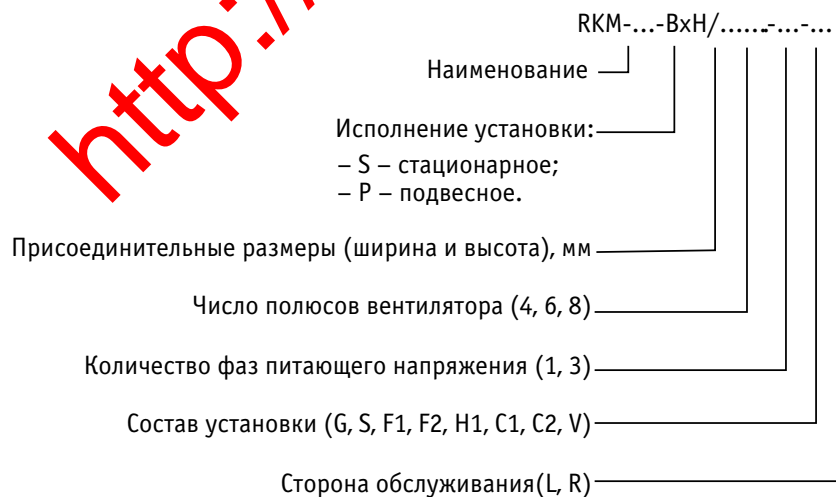 RKM-...-BxH/.......-...-...
Наименование
Исполнение установки:
– S – стационарное;
– P – подвесное.
Присоединительные размеры (ширина и высота), мм
Число полюсов вентилятора (4, 6, 8)
Количество фаз питающего напряжения (1, 3)
Состав установки (G, S, F1, F2, H1, C1, C2, V)
Сторона обслуживания(L, R)
http://